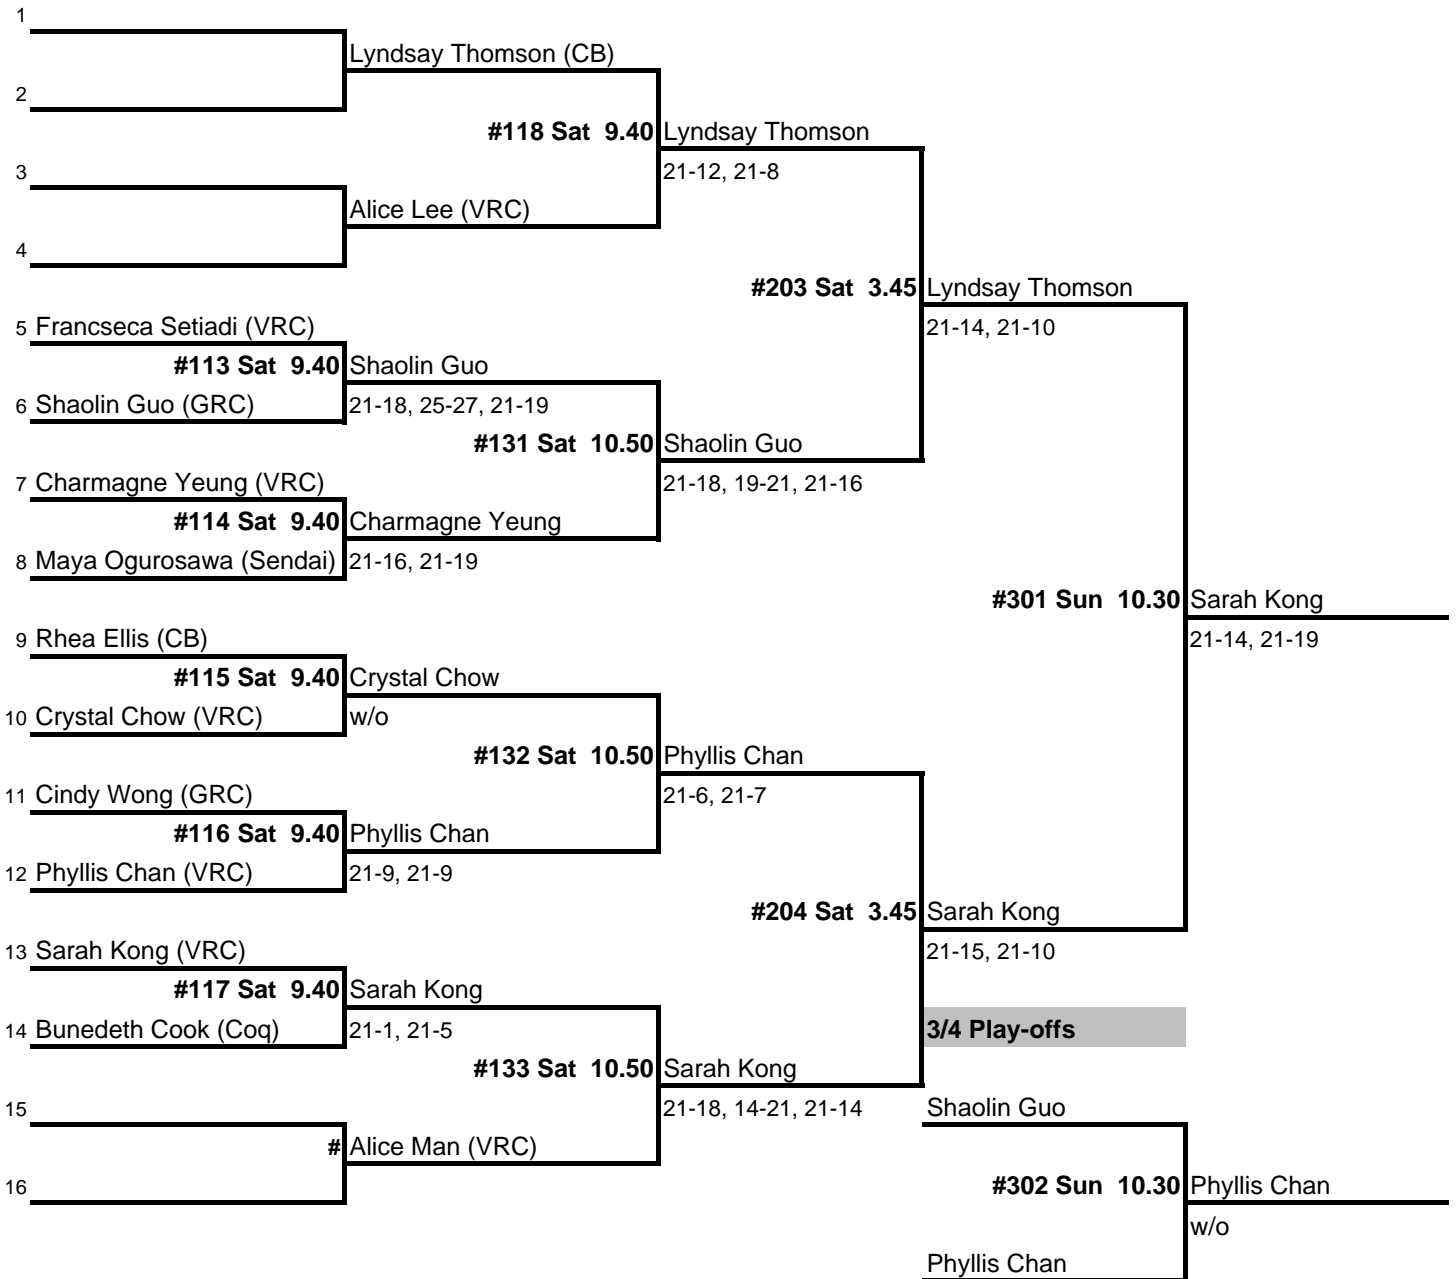 1
Lyndsay Thomson (CB)
2
#118 Sat 9.40 Lyndsay Thomson
3
21-12, 21-8
Alice Lee (VRC)
4
#203 Sat 3.45 Lyndsay Thomson
5 Francseca Setiadi (VRC)
21-14, 21-10
#113 Sat 9.40 Shaolin Guo
6 Shaolin Guo (GRC)
21-18, 25-27, 21-19
#131 Sat 10.50 Shaolin Guo
7 Charmagne Yeung (VRC)
21-18, 19-21, 21-16
#114 Sat 9.40 Charmagne Yeung
8 Maya Ogurosawa (Sendai)
21-16, 21-19
#301 Sun 10.30 Sarah Kong
9 Rhea Ellis (CB)
21-14, 21-19
#115 Sat 9.40 Crystal Chow
10 Crystal Chow (VRC)
w/o
#132 Sat 10.50 Phyllis Chan
11 Cindy Wong (GRC)
21-6, 21-7
#116 Sat 9.40 Phyllis Chan
12 Phyllis Chan (VRC)
21-9, 21-9
#204 Sat 3.45 Sarah Kong
13 Sarah Kong (VRC)
21-15, 21-10
#117 Sat 9.40 Sarah Kong
14 Bunedeth Cook (Coq)
21-1, 21-5
3/4 Play-offs
#133 Sat 10.50 Sarah Kong
15
21-18, 14-21, 21-14
Shaolin Guo
# Alice Man (VRC)
16
#302 Sun 10.30 Phyllis Chan
w/o
Phyllis Chan